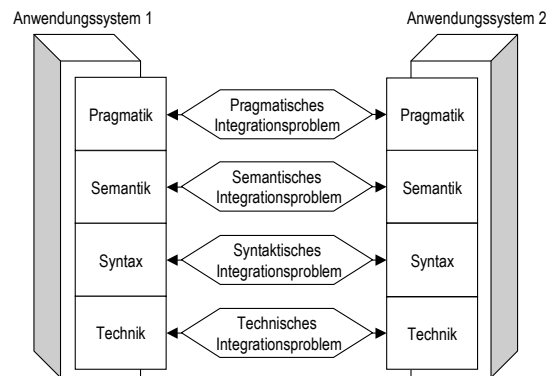 Anwendungssystem 1
Anwendungssystem 2
Pragmatik
Pragmatisches
Integrationsproblem
Pragmatik
Semantik
Semantisches
Integrationsproblem
Semantik
Syntax
Syntaktisches
Integrationsproblem
Syntax
Technik
Technisches
Integrationsproblem
Technik